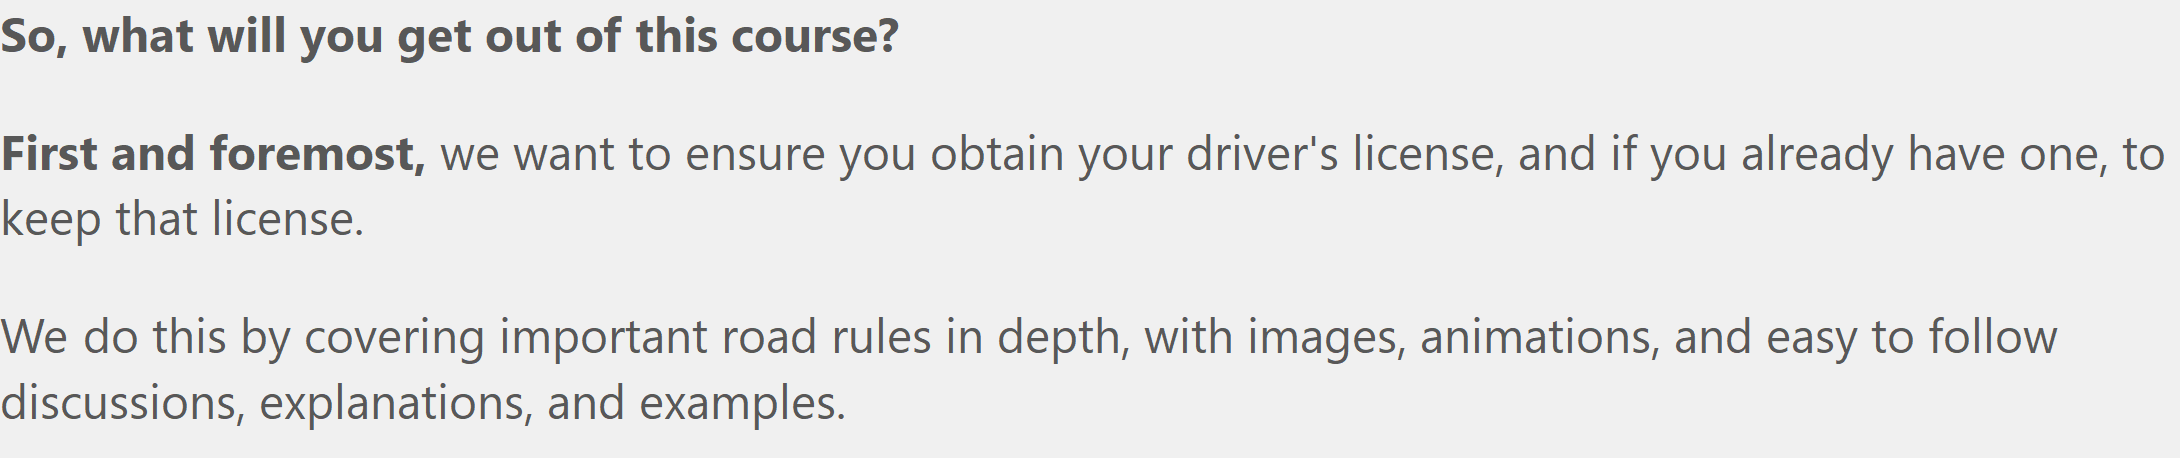 So, what will you get out of this course?
First and foremost, we want to ensure you obtain your driver's license, and if you already have one, to
keep that license.
We do this by covering important road rules in depth, with images, animations, and easy to follow
discussions, explanations, and examples.